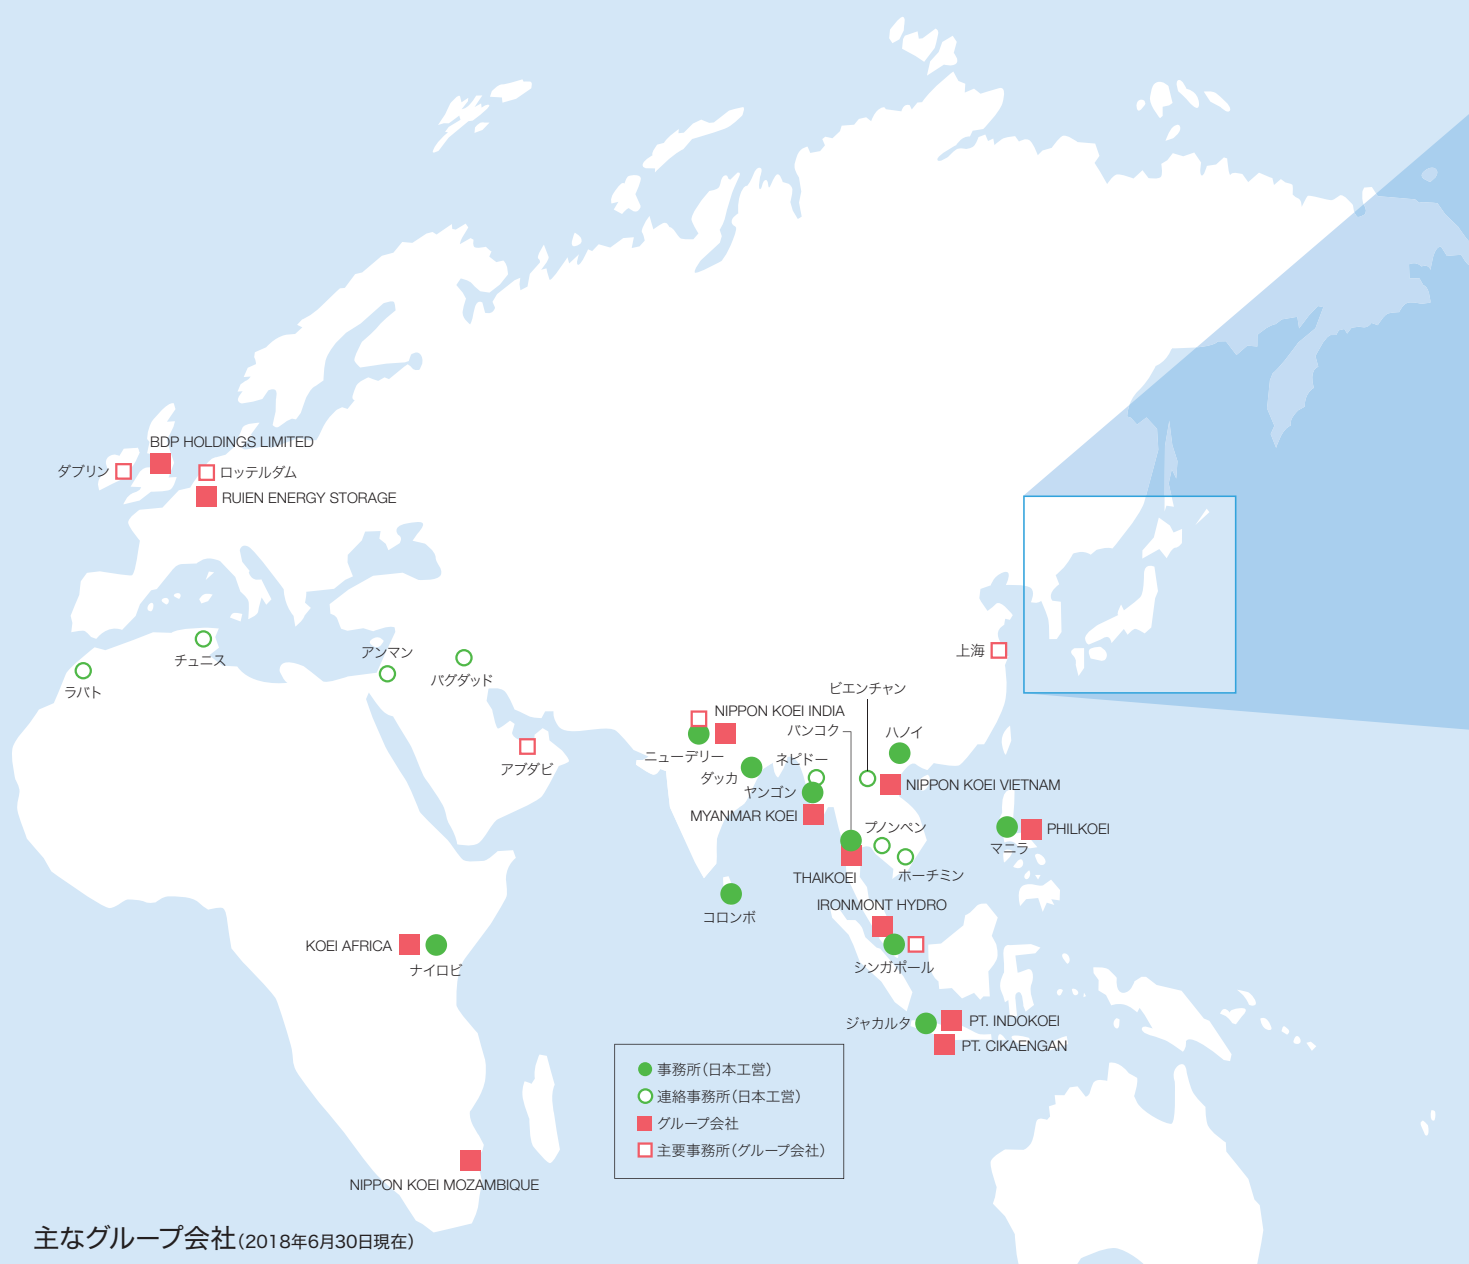 BDP HOLDINGS LIMITED
ダブリン
ロッテルダム
RUIEN ENERGY STORAGE
チュニス
アンマン
バグダッド
ラバト
上海
ビエンチャン
NIPPON KOEI INDIA
バンコク
ハノイ
アブダビ
ニューデリー
ネピドー
ダッカ
ヤンゴン
NIPPON KOEI VIETNAM
MYANMAR KOEI
プノンペン
PHILKOEI
マニラ
THAIKOEI
ホーチミン
IRONMONT HYDRO
コロンボ
KOEI AFRICA
ナイロビ
シンガポール
ジャカルタ
PT. INDOKOEI
PT. CIKAENGAN
事務所(日本工営)
連絡事務所(日本工営)
グループ会社
主要事務所(グループ会社)
NIPPON KOEI MOZAMBIQUE
主なグループ会社(2018年6月30日現在)